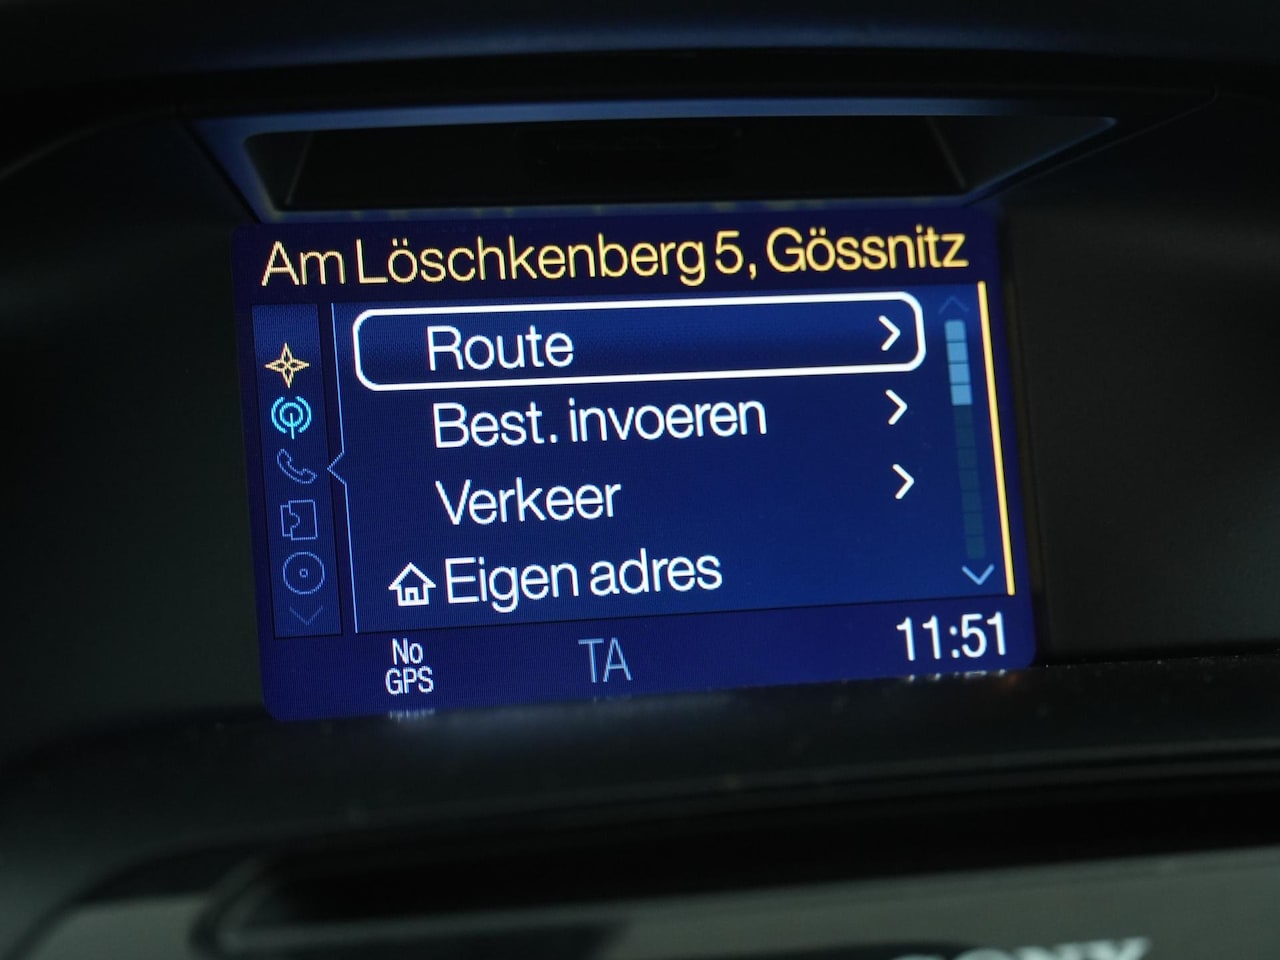 Am Löschkenberg 5, Gössnitz
Route
Best. invoeren
Verkeer
Eigen adres
No
GPS
TA
11:51